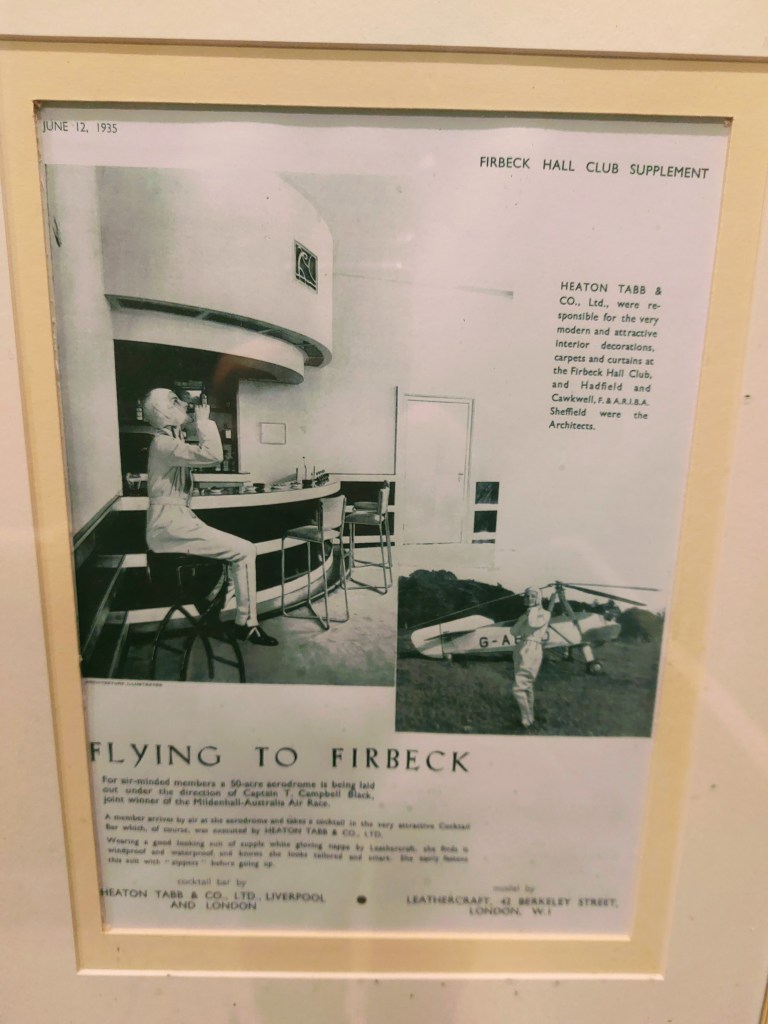 JUNE 12, 1935
FIRBECK HALL CLUB SUPPLEMENT
HEATON TABB &
CO., Ltd., were re-
sponsible for the very
modern and attractive
interior decorations,
carpets and curtains at
the Firbeck Hall Club,
and Hadfield and
Cawkwell, F. & A.R.I.B.A.
Sheffield were the
Architects.
G-A
ILLUSTRATED
FLYING TO FIRBECK
For air-minded members a 50-acre aerodrome is being laid
out under the direction of Captain T. Campbell Black,
joint winner of the Mildenhall-Australia Air Race.
A member arrives by air at the aerodrome and takes a cocktail in the very attractive Cocktail
Bar which, of course, was executed by HEATON TABB & CO., LTD.
Wearing a good looking suit of supple white glove nappa by Leathercraft, she finds it
windproof and waterproof and knows she looks tailored and smart. She easily fastens
this suit with "zippers" before going up.
cocktail bar by
HEATON TABB & CO., LTD., LIVERPOOL
AND LONDON
model by
LEATHERCRAFT, 42 BERKELEY STREET,
LONDON, W.1